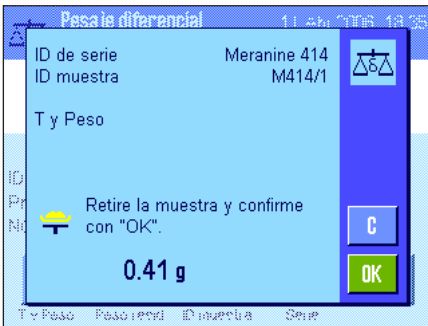 Pesaje diferencial
ID de serie Meranine 414
ID muestra M414/1
T y Peso
Retire la muestra y confirme
con "OK".
C
0.41 g
OK
T y Peso ID muestra Serie